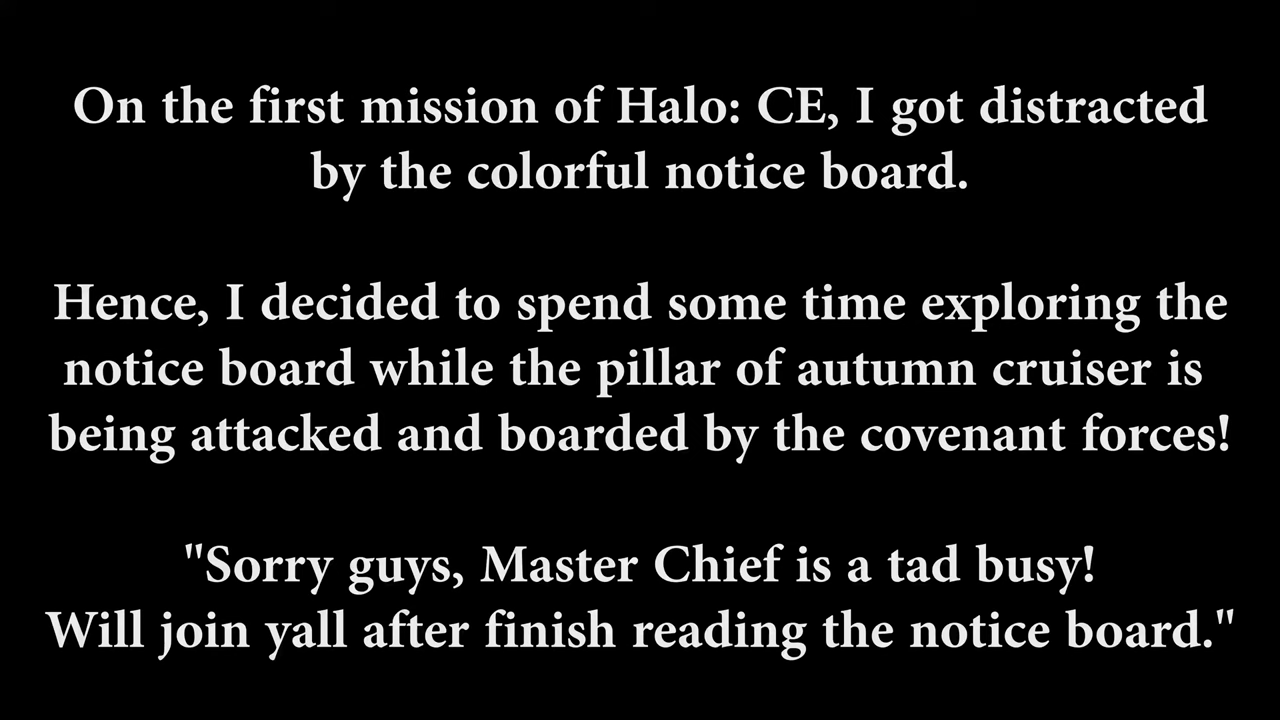 On the first mission of Halo: CE, I got distracted
by the colorful notice board.
Hence, I decided to spend some time exploring the
notice board while the pillar of autumn cruiser is
being attacked and boarded by the covenant forces!
"Sorry guys, Master Chief is a tad busy!
Will join yall after finish reading the notice board."